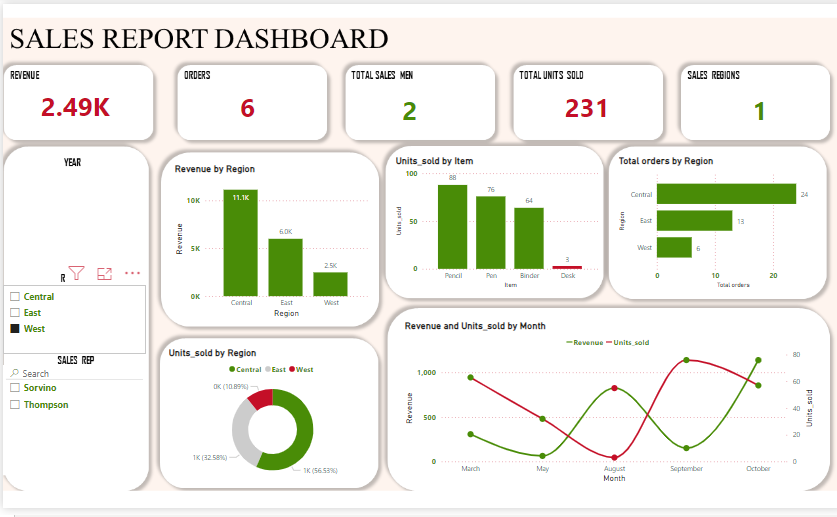 SALES REPORT DASHBOARD
REVENUE
2.49K
ORDERS
6
TOTAL SALES MEN
2
TOTAL UNITS SOLD
231
SALES REGIONS
1
YEAR
R
Central
East
West
SALES REP
Search
Sorvino
Thompson
Revenue by Region
10K
5K
0K
Revenue
11.1K
6.0K
2.5K
Central East West
Region
Units_sold by Item
100
50
0
Units_sold
88
76
64
3
Pencil Pen Binder Desk
Item
Total orders by Region
Region
Central 24
East 13
West 6
0 10 20
Total orders
Units_sold by Region
Central East West
0K (10.89%)
1K (32.58%)
1K (56.53%)
Revenue and Units_sold by Month
Revenue Units_sold
1,000
500
0
Revenue
80
60
40
20
0
Units_sold
March May August September October
Month